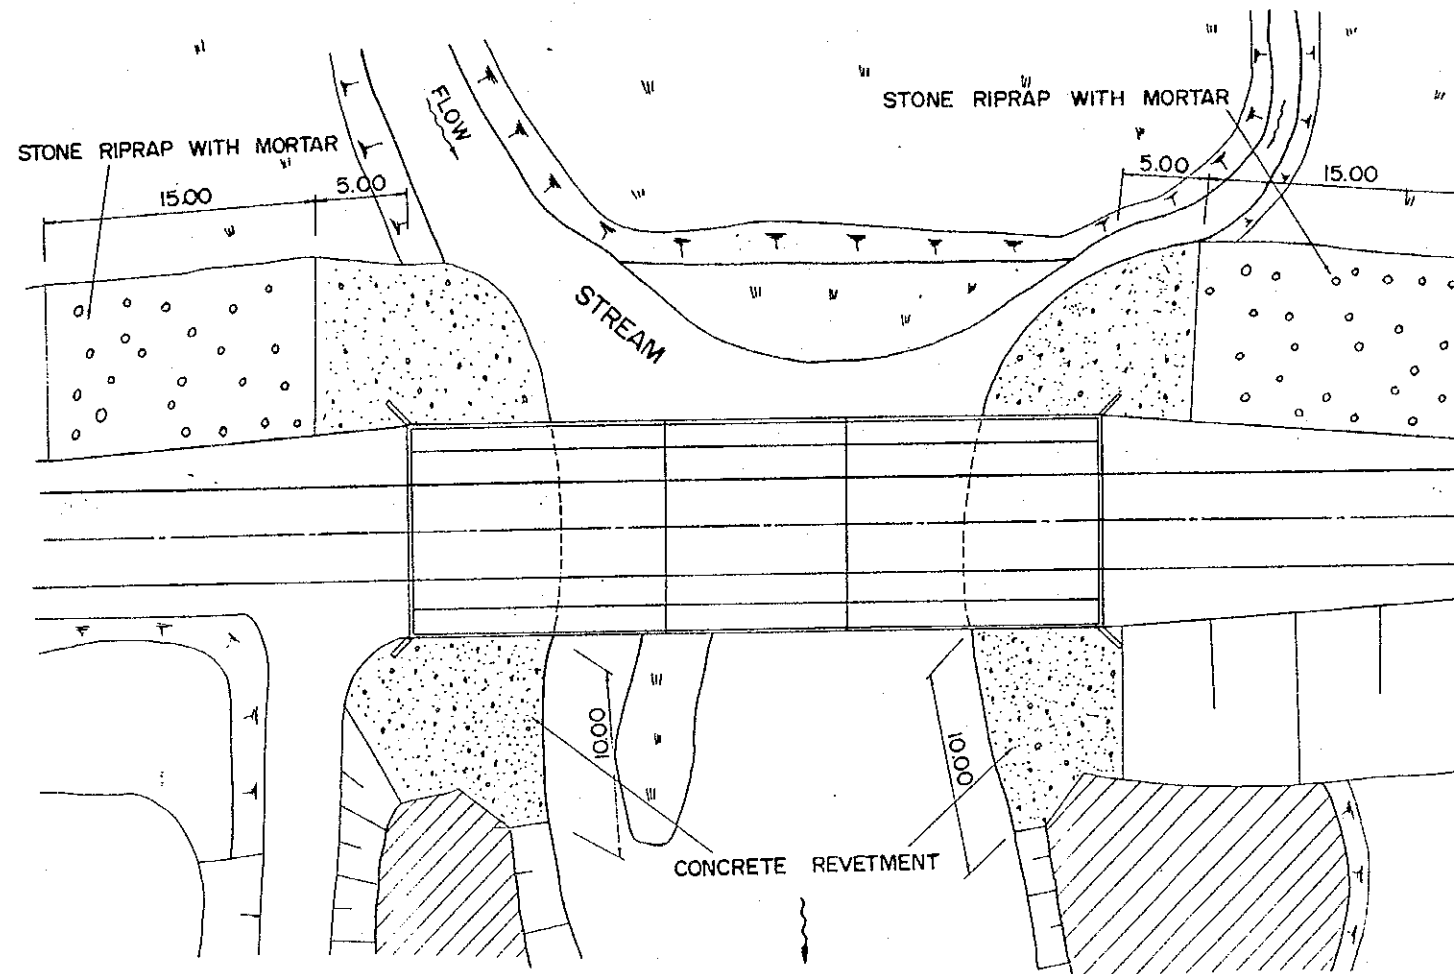 FLOW
STONE RIPRAP WITH MORTAR
STONE RIPRAP WITH MORTAR
15.00
5.00
5.00
15.00
STREAM
10.00
10.00
CONCRETE REVETMENT